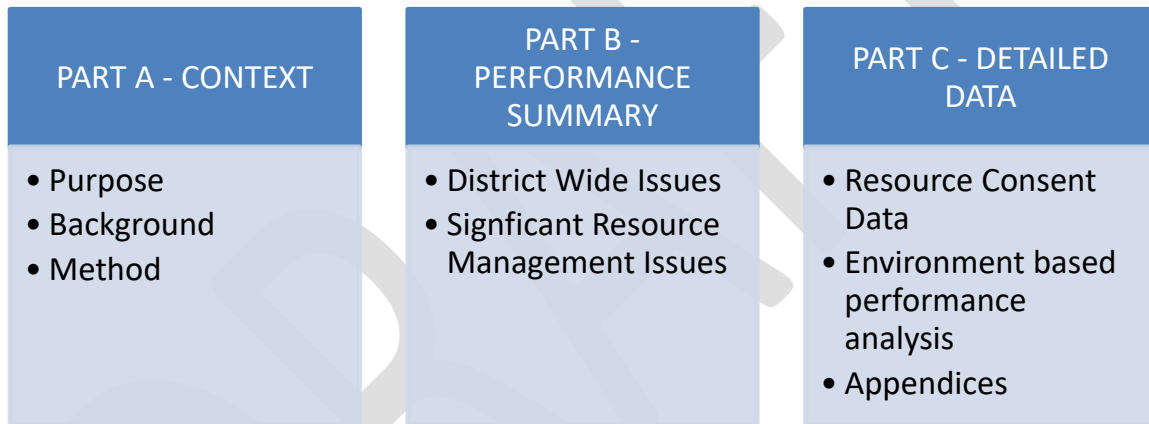 PART A - CONTEXT
• Purpose
• Background
• Method
PART B -
PERFORMANCE
SUMMARY
• District Wide Issues
• Signficant Resource
Management Issues
PART C - DETAILED
DATA
• Resource Consent
Data
• Environment based
performance
analysis
• Appendices